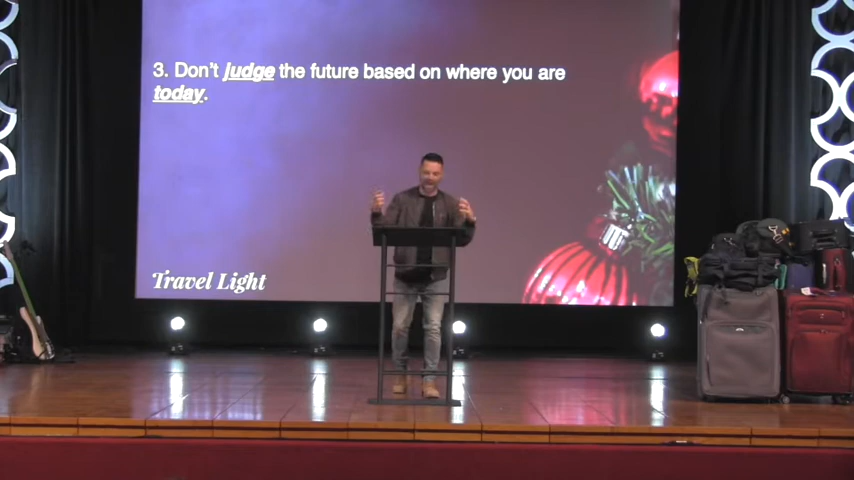 3. Don't judge the future based on where you are
today.
Travel Light